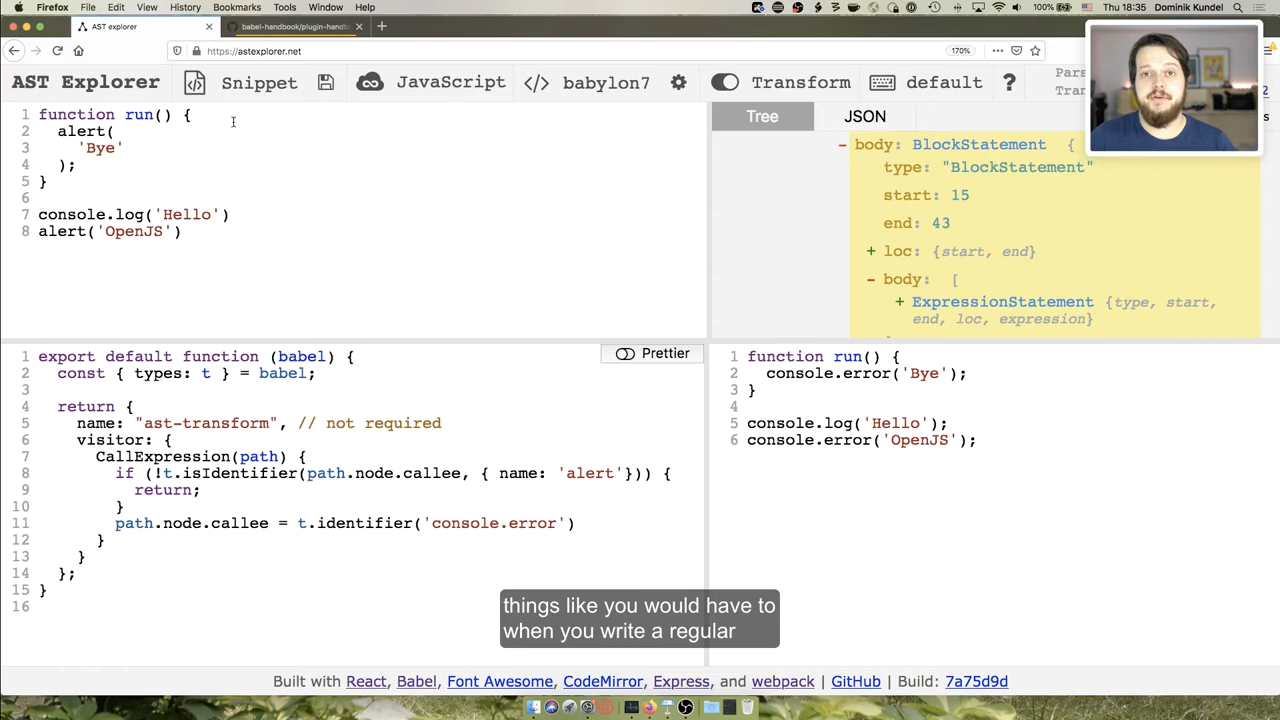 Firefox File Edit View History Bookmarks Tools Window Help 100% Thu 18:35 Dominik Kundel
AST explorer
babel-handbook/plugin-handb
https://astexplorer.net
170%
AST Explorer Snippet JavaScript </> babylon7 Transform default ?
Pars
Tran
2
s
1 function run() {
2 alert(
3 'Bye'
4 );
5 }
6
7 console.log('Hello')
8 alert('OpenJS')
Tree JSON
- body: BlockStatement {
type: "BlockStatement"
start: 15
end: 43
+ loc: {start, end}
- body: [
+ ExpressionStatement {type, start,
end, loc, expression}
Prettier
1 export default function (babel) {
2 const { types: t } = babel;
3
4 return {
5 name: "ast-transform", // not required
6 visitor: {
7 CallExpression(path) {
8 if (!t.isIdentifier(path.node.callee, { name: 'alert'})) {
9 return;
10 }
11 path.node.callee = t.identifier('console.error')
12 }
13 }
14 };
15 }
16
1 function run() {
2 console.error('Bye');
3 }
4
5 console.log('Hello');
6 console.error('OpenJS');
things like you would have to
when you write a regular
Built with React, Babel, Font Awesome, CodeMirror, Express, and webpack | GitHub | Build: 7a75d9d